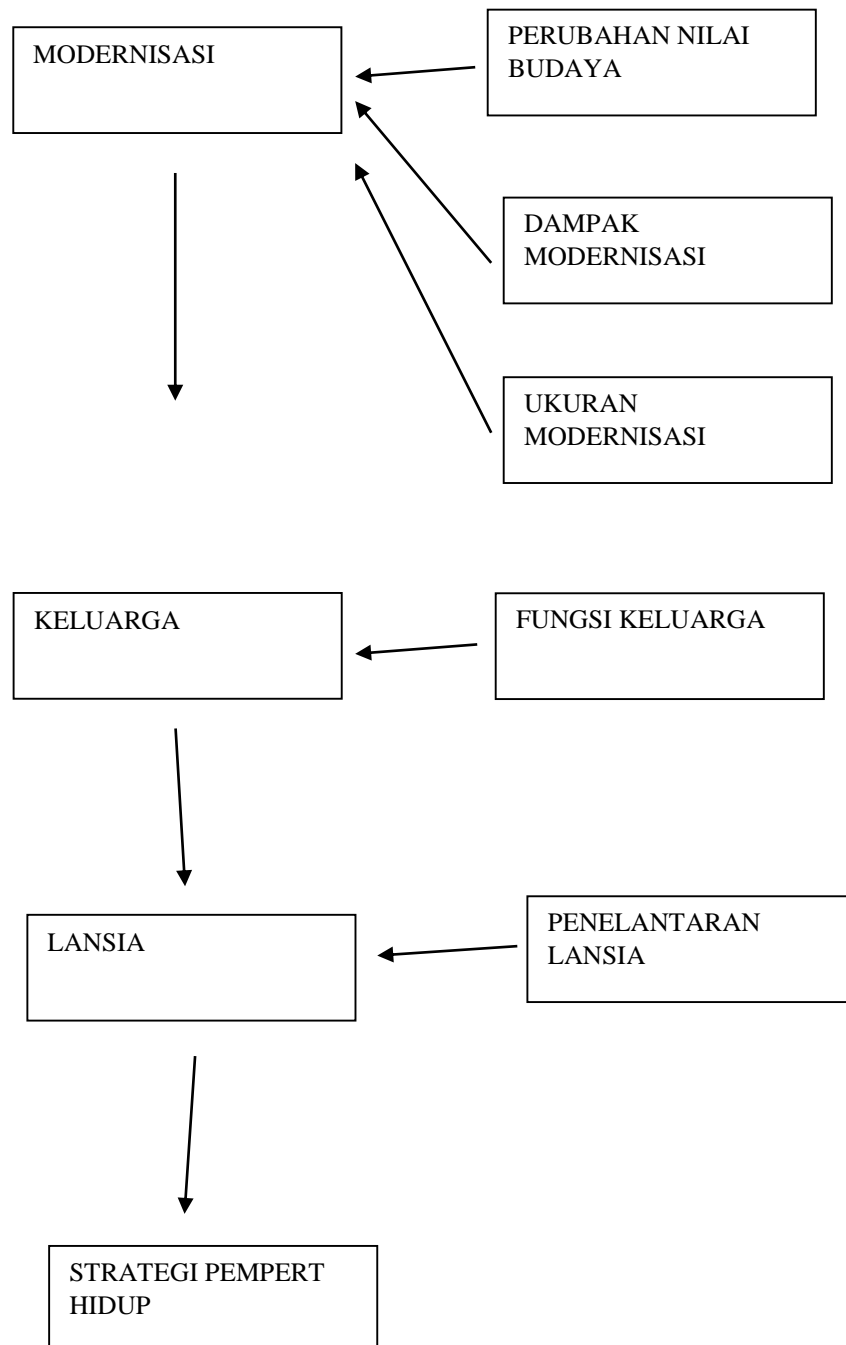 MODERNISASI
PERUBAHAN NILAI
BUDAYA
DAMPAK
MODERNISASI
UKURAN
MODERNISASI
KELUARGA
FUNGSI KELUARGA
LANSIA
PENELANTARAN
LANSIA
STRATEGI PEMPERT
HIDUP